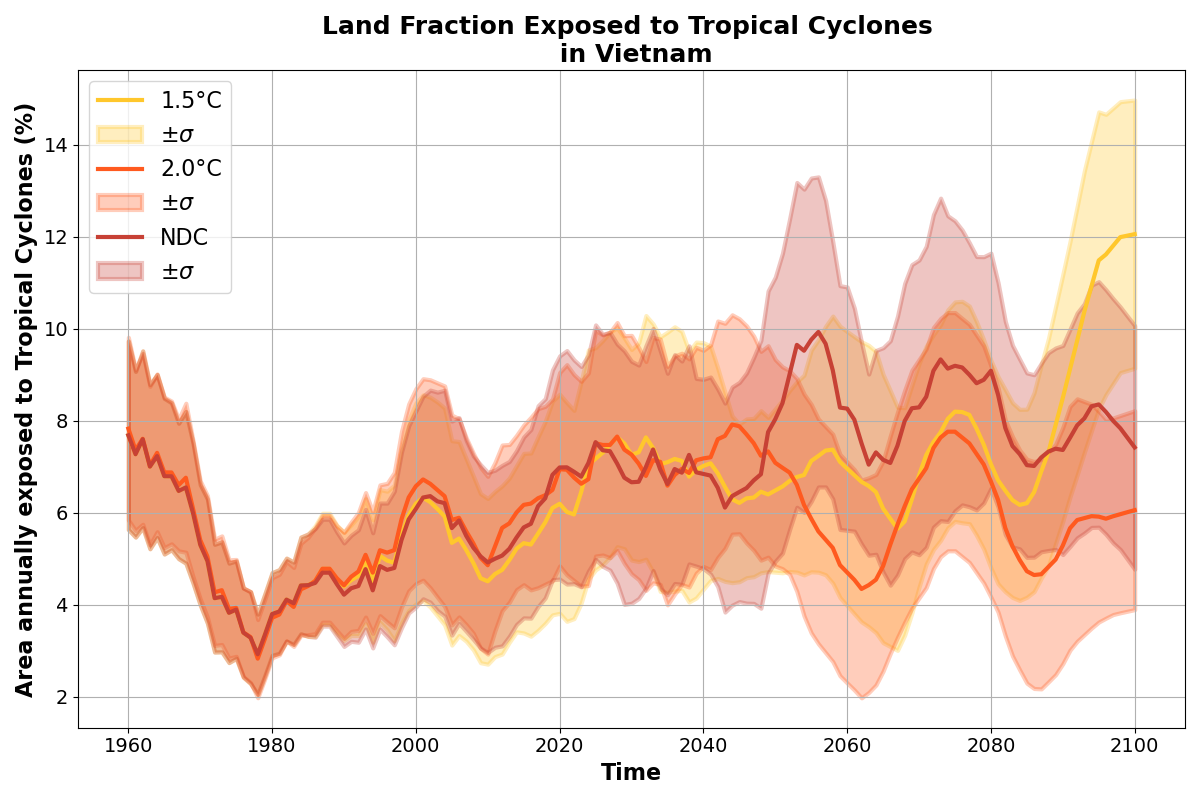 Land Fraction Exposed to Tropical Cyclones
in Vietnam
Area annually exposed to Tropical Cyclones (%)
1.5°C
±σ
2.0°C
±σ
NDC
±σ
14
12
10
8
6
4
2
1960 1980 2000 2020 2040 2060 2080 2100
Time